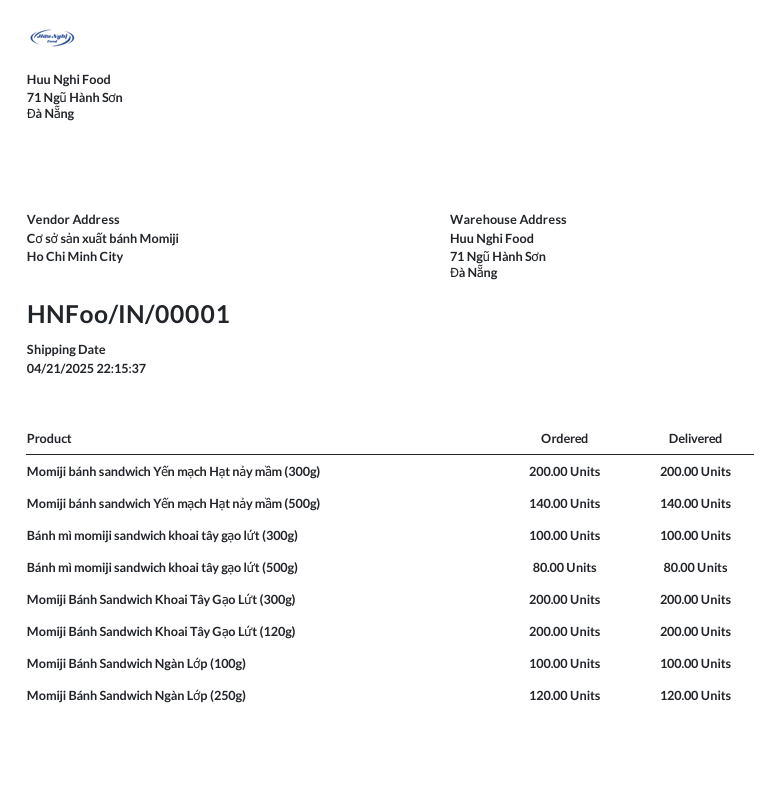 Hữu Nghị
Food
Huu Nghi Food
71 Ngũ Hành Sơn
Đà Nẵng
Vendor Address
Cơ sở sản xuất bánh Momiji
Ho Chi Minh City
Warehouse Address
Huu Nghi Food
71 Ngũ Hành Sơn
Đà Nẵng
HNFoo/IN/00001
Shipping Date
04/21/2025 22:15:37
Product Ordered Delivered
Momiji bánh sandwich Yến mạch Hạt nảy mầm (300g) 200.00 Units 200.00 Units
Momiji bánh sandwich Yến mạch Hạt nảy mầm (500g) 140.00 Units 140.00 Units
Bánh mì momiji sandwich khoai tây gạo lứt (300g) 100.00 Units 100.00 Units
Bánh mì momiji sandwich khoai tây gạo lứt (500g) 80.00 Units 80.00 Units
Momiji Bánh Sandwich Khoai Tây Gạo Lứt (300g) 200.00 Units 200.00 Units
Momiji Bánh Sandwich Khoai Tây Gạo Lứt (120g) 200.00 Units 200.00 Units
Momiji Bánh Sandwich Ngàn Lớp (100g) 100.00 Units 100.00 Units
Momiji Bánh Sandwich Ngàn Lớp (250g) 120.00 Units 120.00 Units